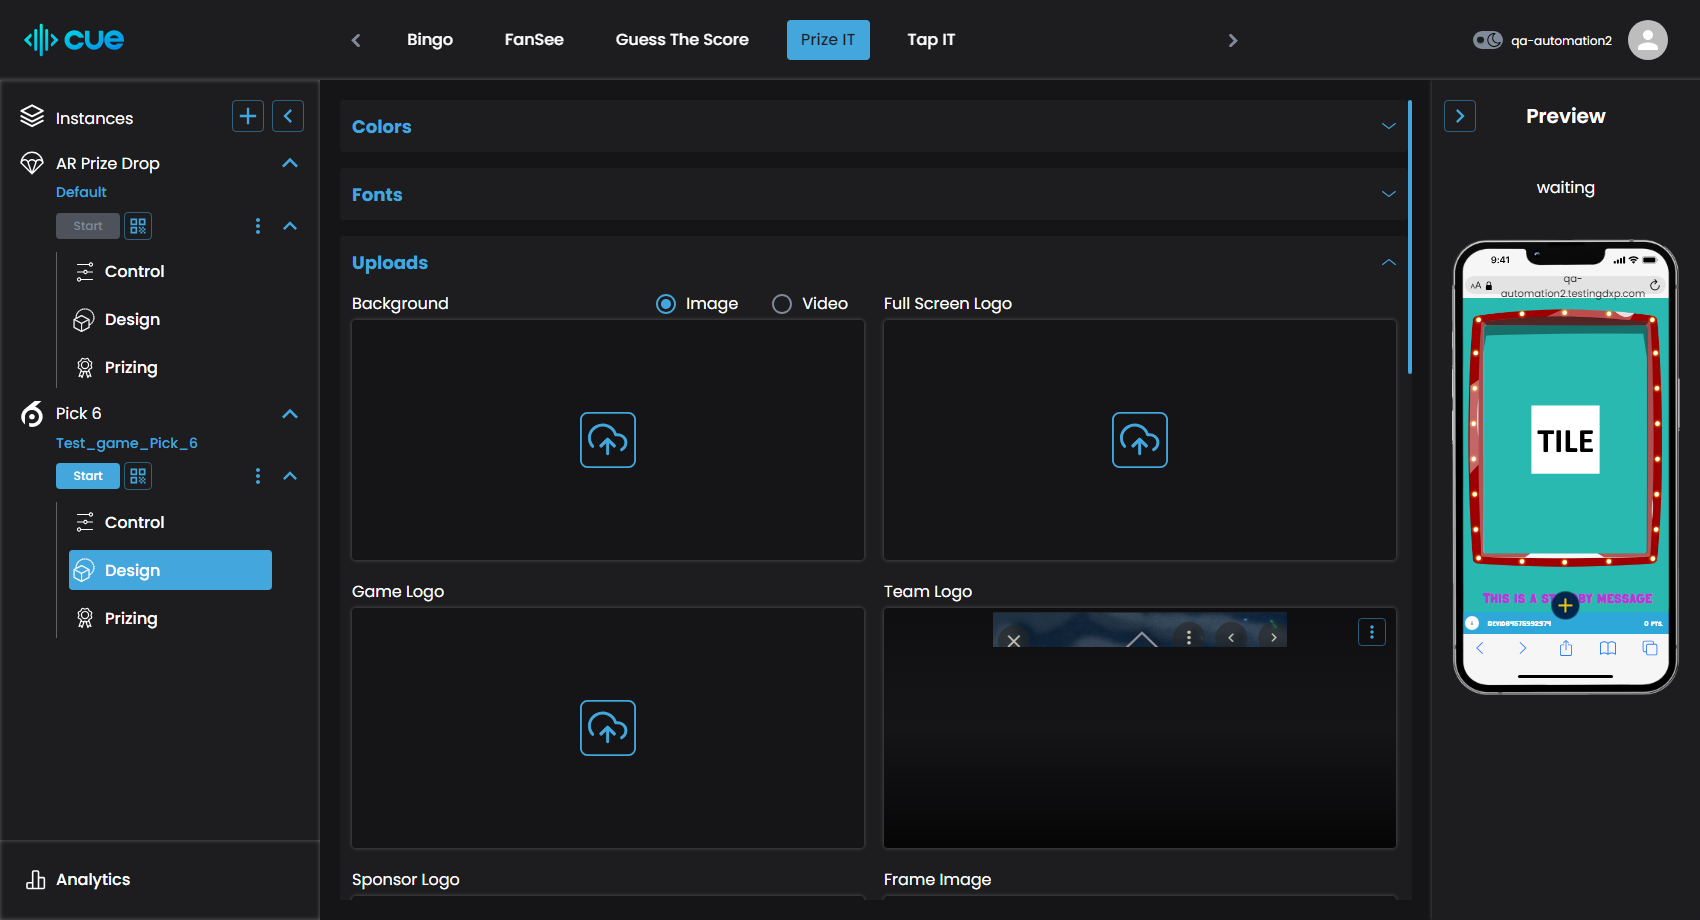 cue
Bingo
FanSee
Guess The Score
Prize IT
Tap IT
qa-automation2
Instances
AR Prize Drop
Default
Start
Control
Design
Prizing
Pick 6
Test_game_Pick_6
Start
Control
Design
Prizing
Analytics
Colors
Fonts
Uploads
Background
Image
Video
Full Screen Logo
Game Logo
Team Logo
Sponsor Logo
Frame Image
Preview
waiting
9:41
AA
qa-
automation2.testingdxp.com
TILE
THIS IS A ST BY MESSAGE
0 PTS.